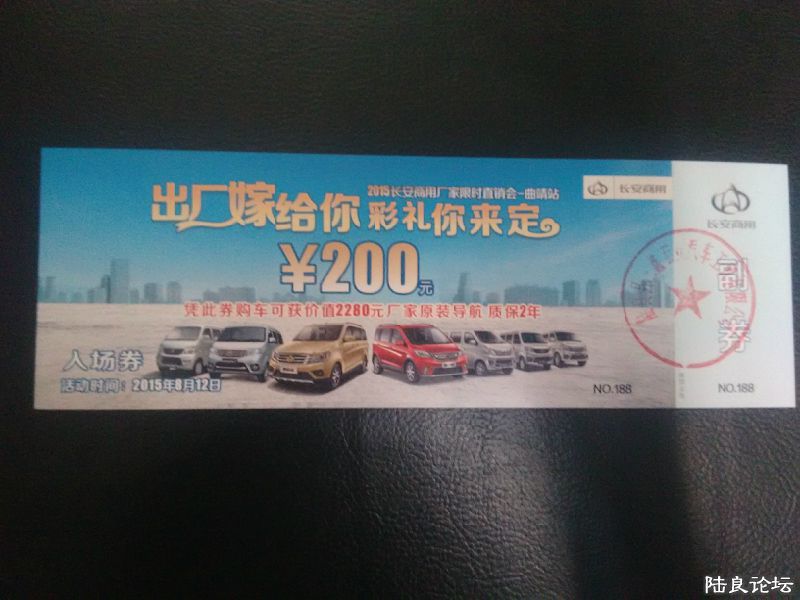 2015长安商用厂家限时直销会-曲靖站
长安商用
出厂嫁给你 彩礼你来定
¥200元
凭此券购车可获价值2280元厂家原装导航 质保2年
入场券
活动时间:2015年8月12日
NO.188
长安商用
副券
NO.188
陆良论坛